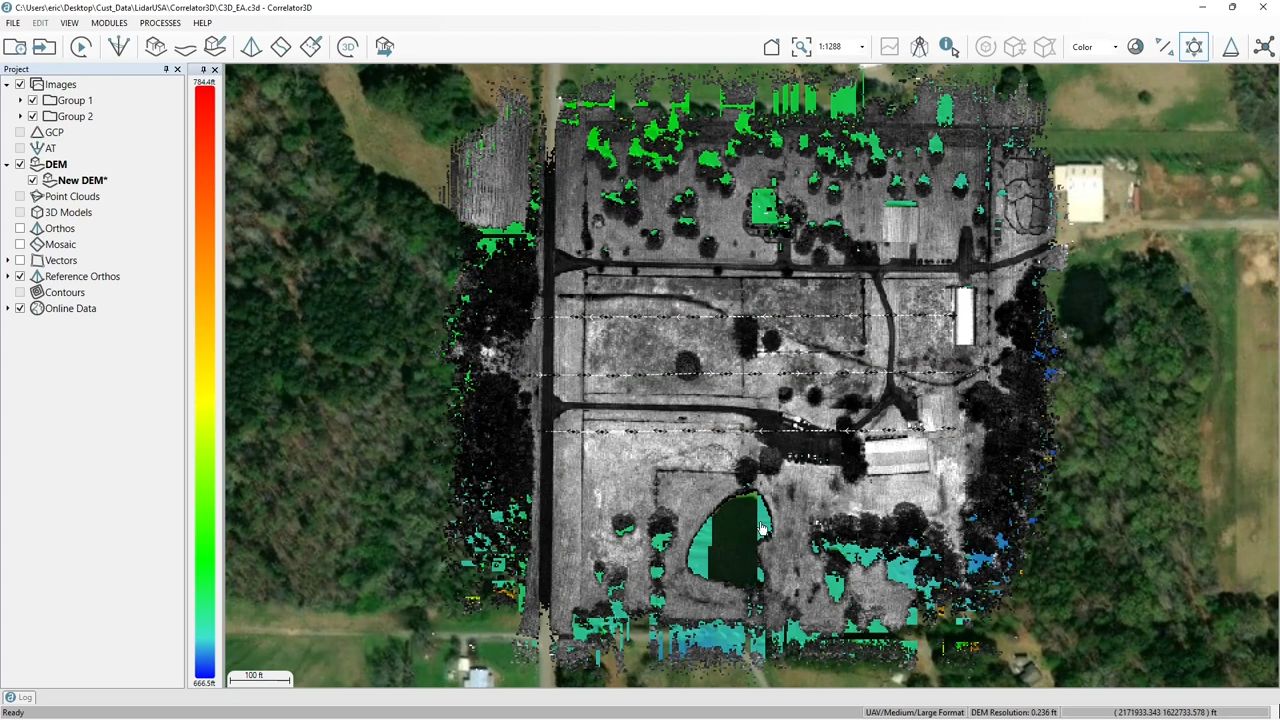 C:\Users\eric\Desktop\Cust_Data\LidarUSA\Correlator3D\C3D_EA.c3d - Correlator3D
FILE EDIT VIEW MODULES PROCESSES HELP
3D 1:1288 Color
Project
784.4ft
Images
Group 1
Group 2
GCP
AT
DEM
New DEM*
Point Clouds
3D Models
Orthos
Mosaic
Vectors
Reference Orthos
Contours
Online Data
666.5ft
100 ft
Log
Ready UAV/Medium/Large Format DEM Resolution: 0.236 ft ( 2171933.343 1622733.578 ) ft